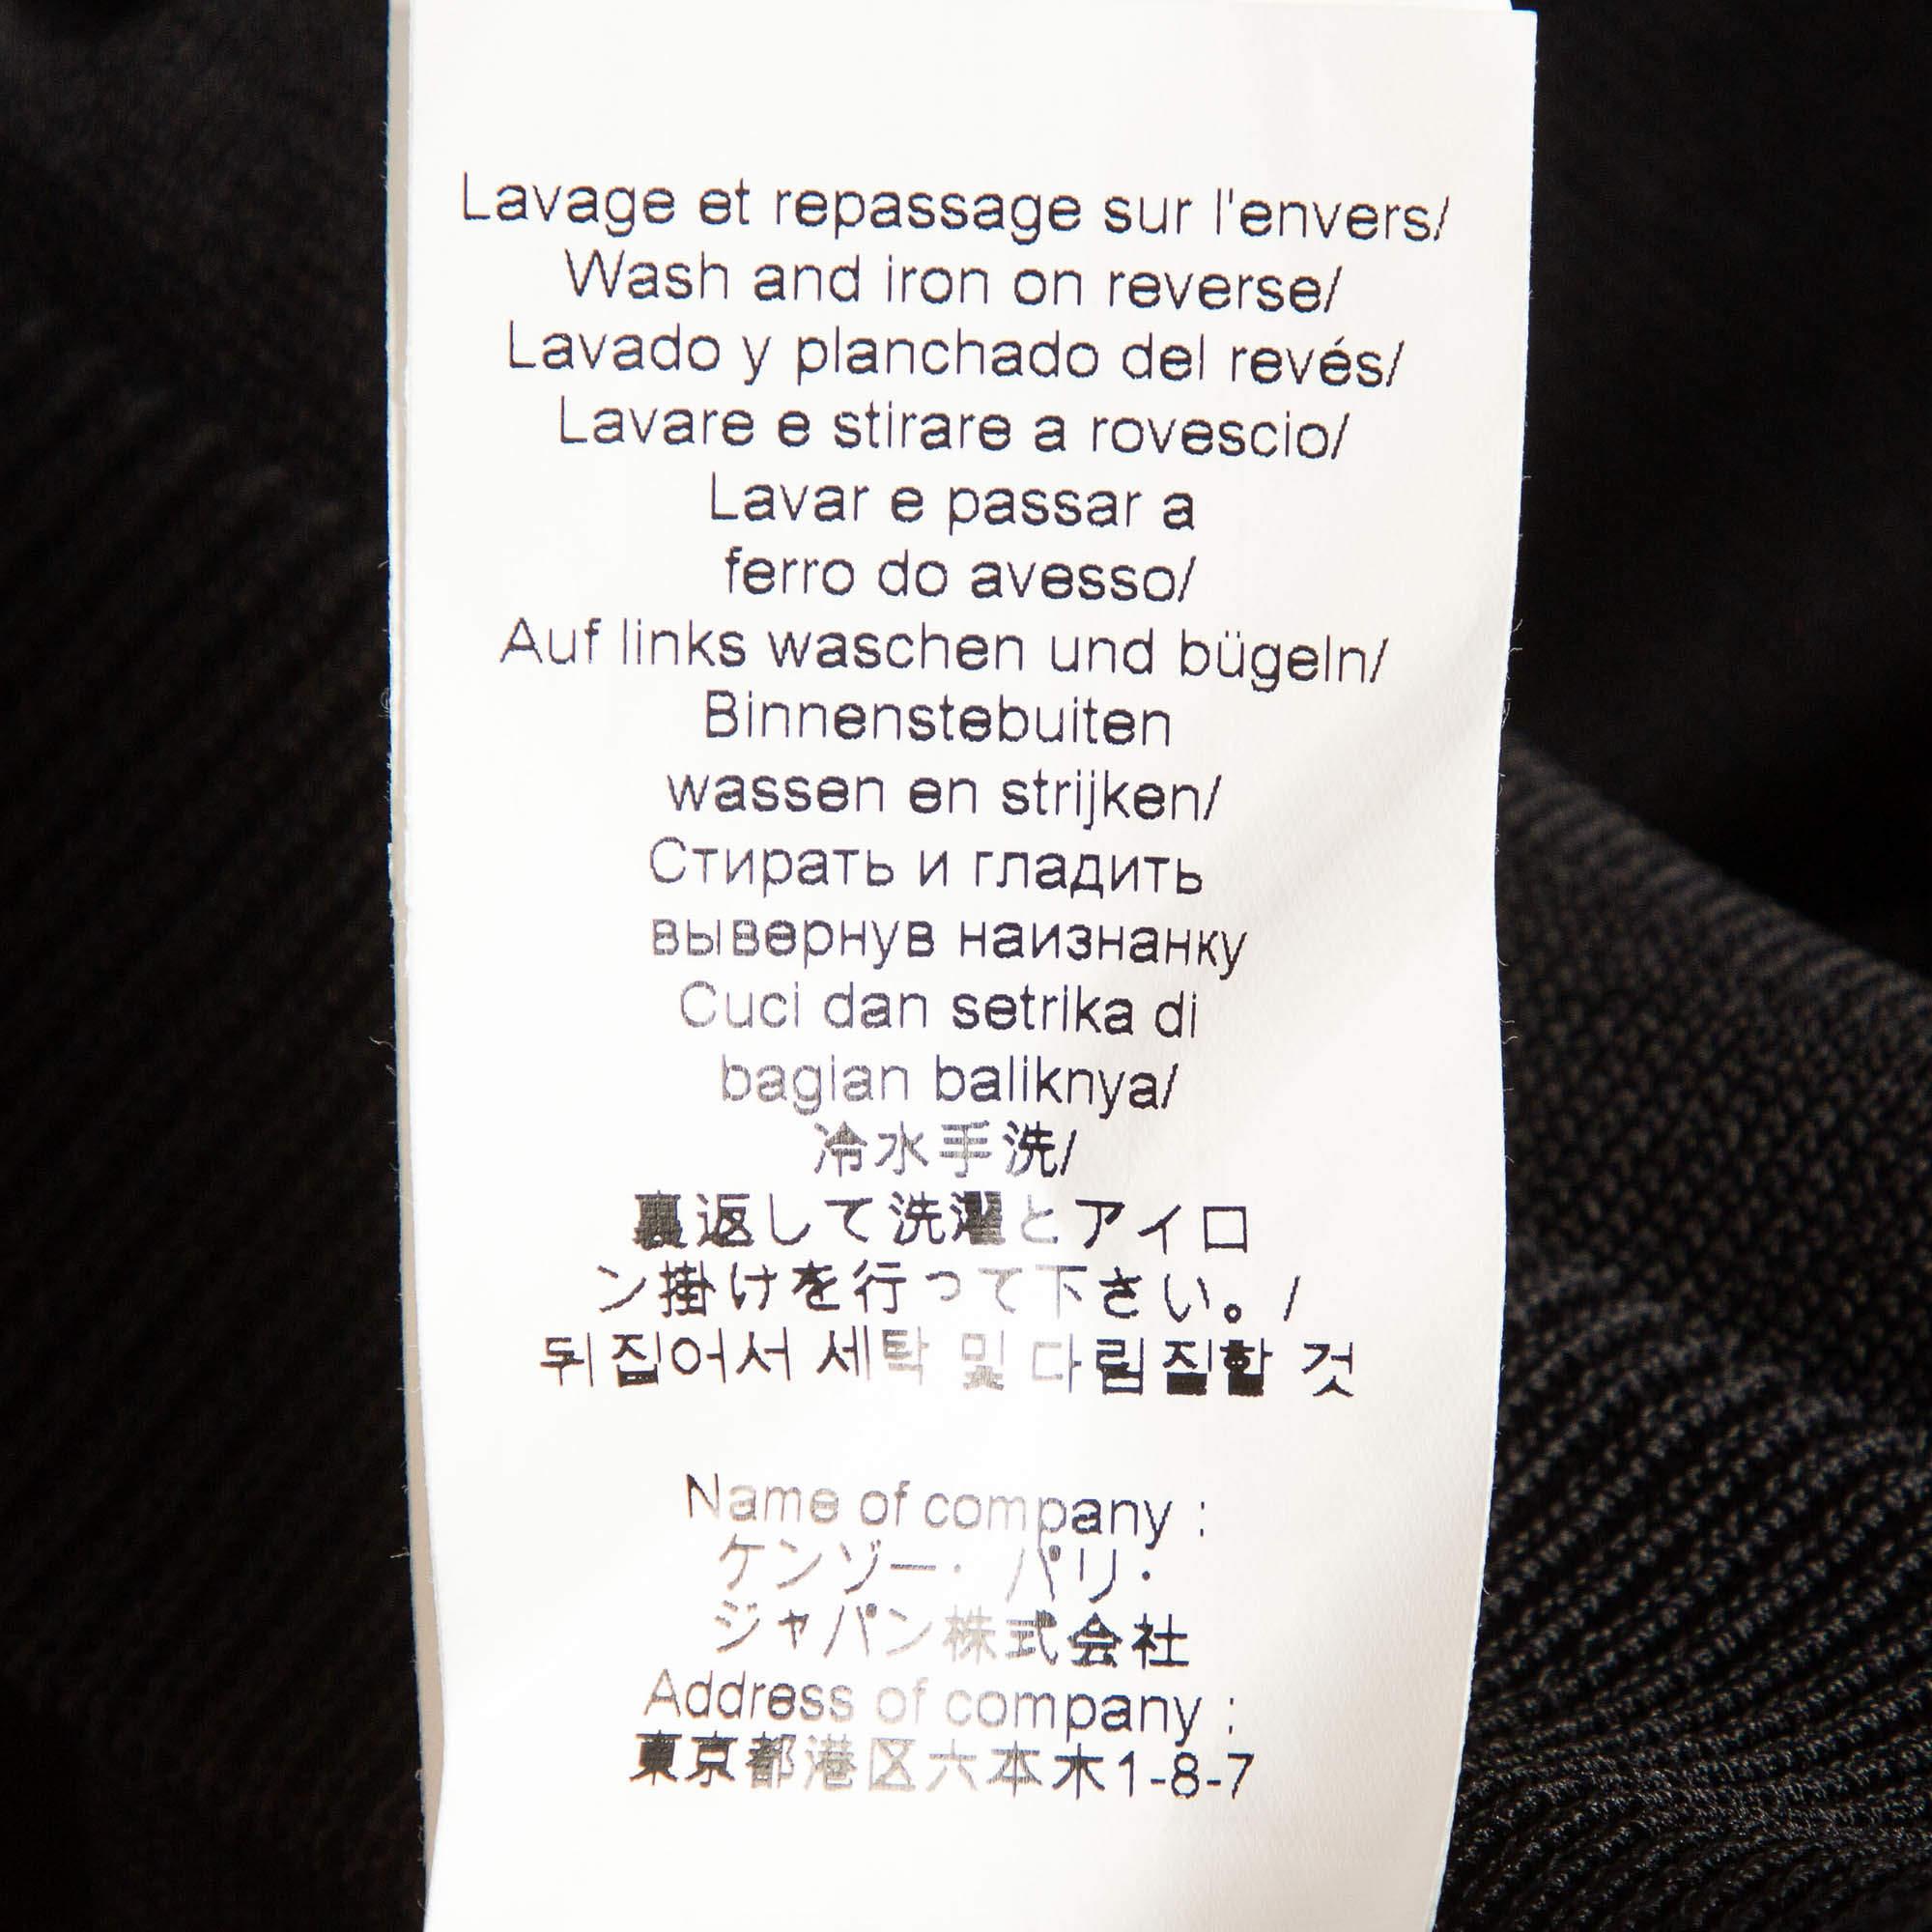 Lavage et repassage sur l'envers/
Wash and iron on reverse/
Lavado y planchado del revés/
Lavare e stirare a rovescio/
Lavar e passar a
ferro do avesso/
Auf links waschen und bügeln/
Binnenstebuiten
wassen en strijken/
Стирать и гладить
вывернув наизнанку
Cuci dan setrika di
bagian baliknya/
冷水手洗/
裏返して洗濯とアイロ
ン掛けを行って下さい。/
뒤집어서 세탁 및 다림질할 것
Name of company :
ケンゾー・パリ・
ジャパン株式会社
Address of company :
東京都港区六本木1-8-7